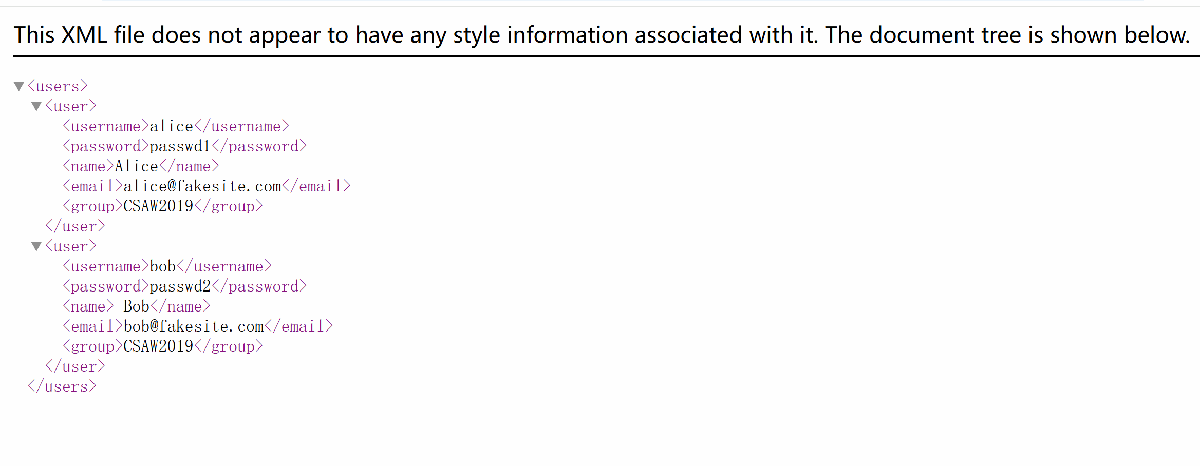 This XML file does not appear to have any style information associated with it. The document tree is shown below.
▼<users>
▼<user>
<username>alice</username>
<password>passwd1</password>
<name>Alice</name>
<email>alice@fakesite.com</email>
<group>CSAW2019</group>
</user>
▼<user>
<username>bob</username>
<password>passwd2</password>
<name> Bob</name>
<email>bob@fakesite.com</email>
<group>CSAW2019</group>
</user>
</users>